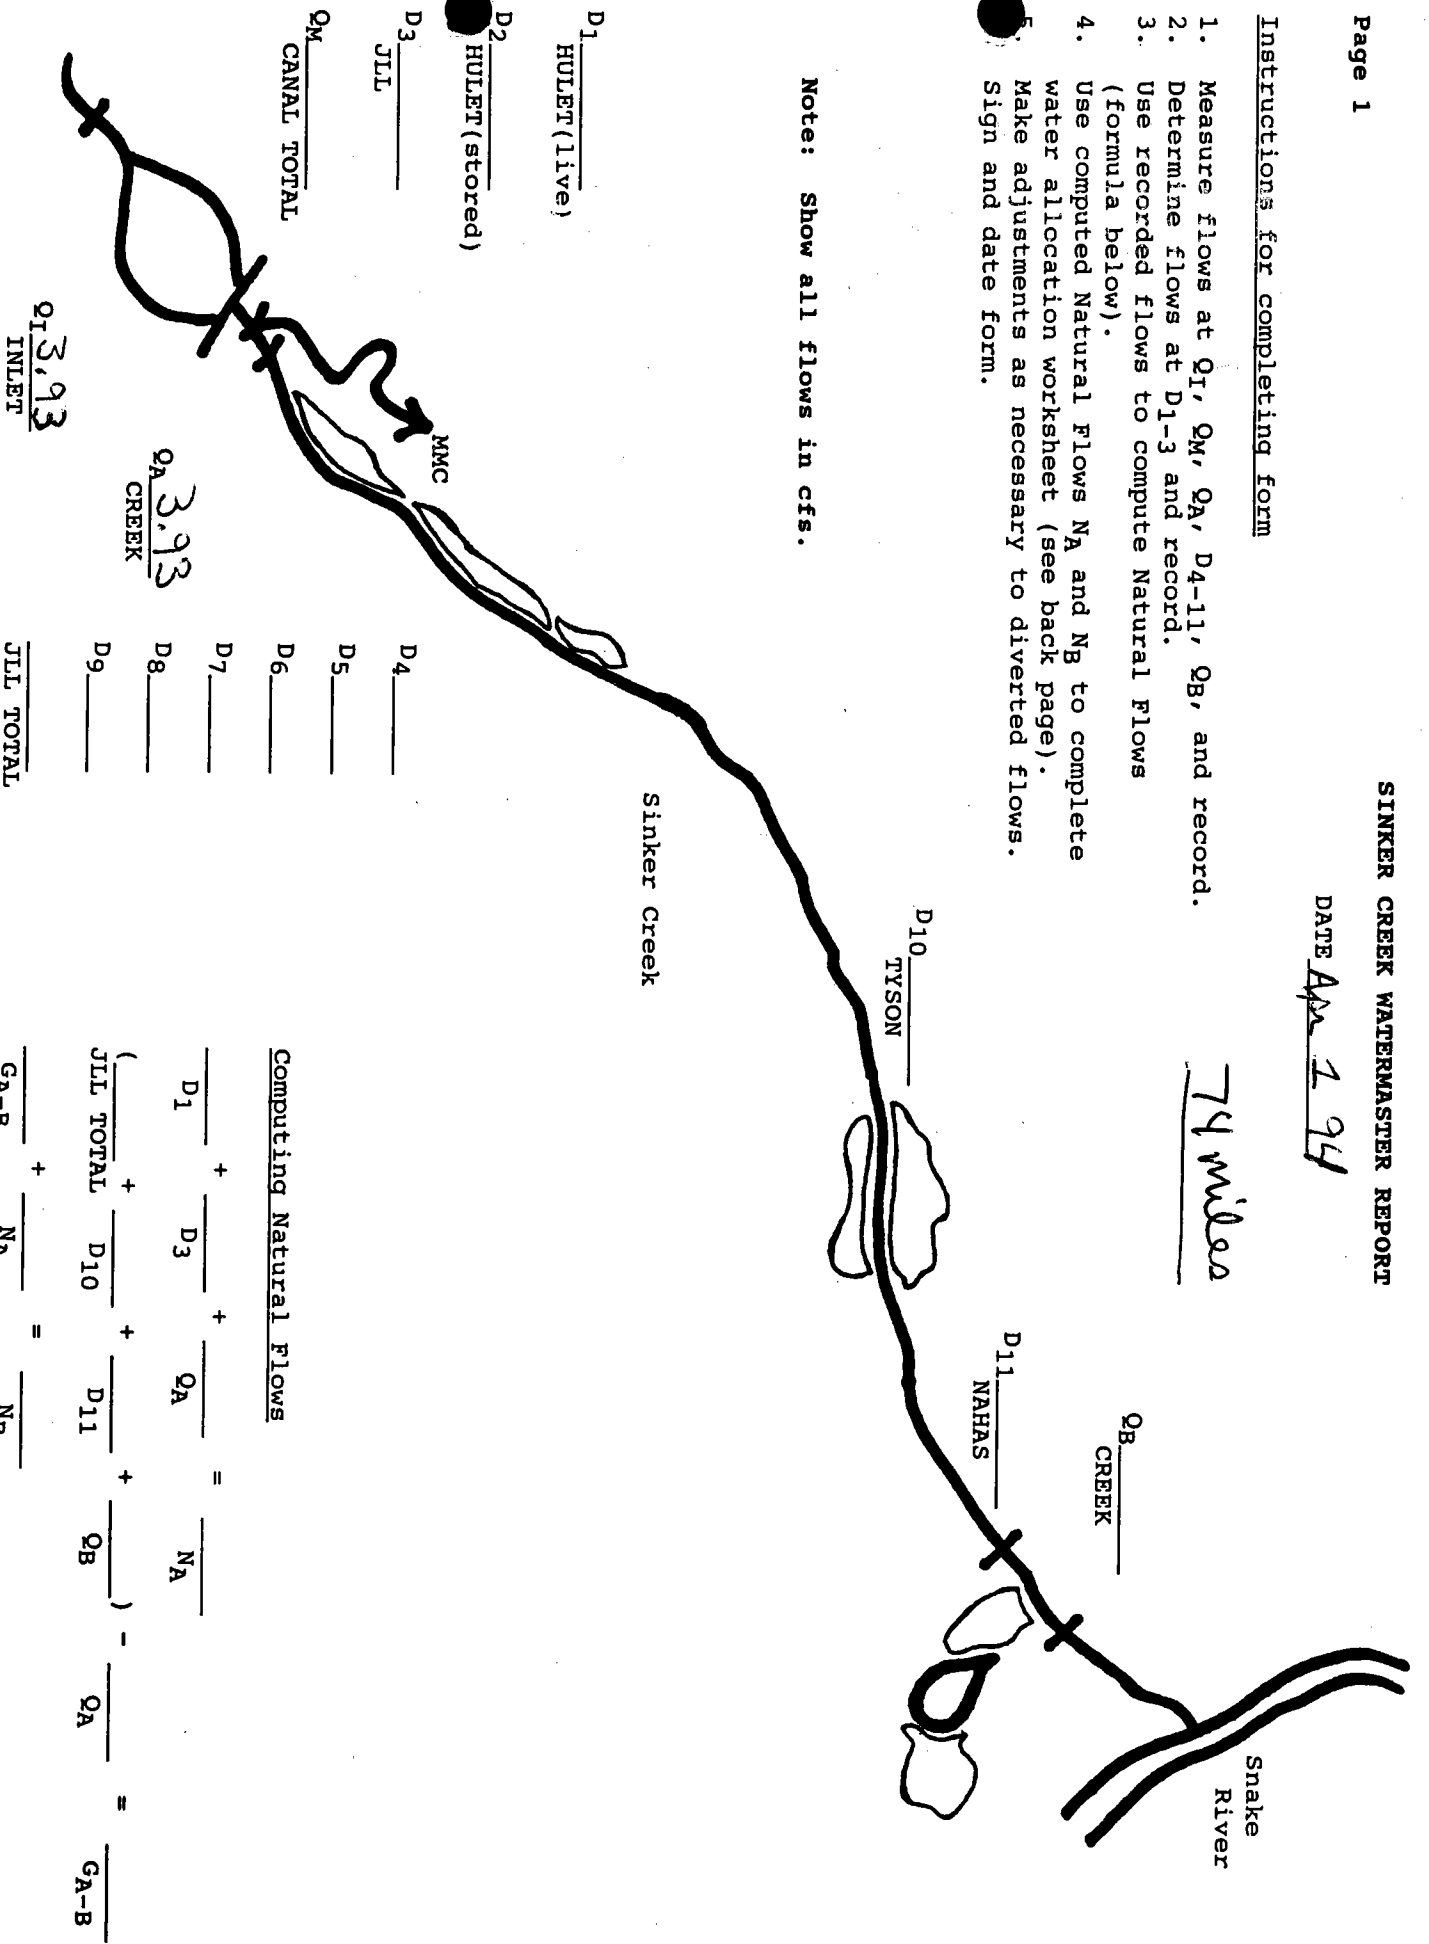 Page 1
SINKER CREEK WATERMASTER REPORT
DATE Apr 1 94
74 miles
Instructions for completing form
1. Measure flows at QI, QM, QA, D4-11, QB, and record.
2. Determine flows at D1-3 and record.
3. Use recorded flows to compute Natural Flows
(formula below).
4. Use computed Natural Flows NA and NB to complete
water allocation worksheet (see back page).
5. Make adjustments as necessary to diverted flows.
Sign and date form.
Note: Show all flows in cfs.
QB
CREEK
D11
NAHAS
Snake
River
D10
TYSON
Sinker Creek
D1
HULET(live)
D2
HULET(stored)
D3
JLL
QM
CANAL TOTAL
MMC
QI 3.93
INLET
QA 3.93
CREEK
D4
D5
D6
D7
D8
D9
JLL TOTAL
Computing Natural Flows
+ + =
D1 D3 QA NA
( + + + ) - =
JLL TOTAL D10 D11 QB QA GA-B
+ =
GA-B NA NB